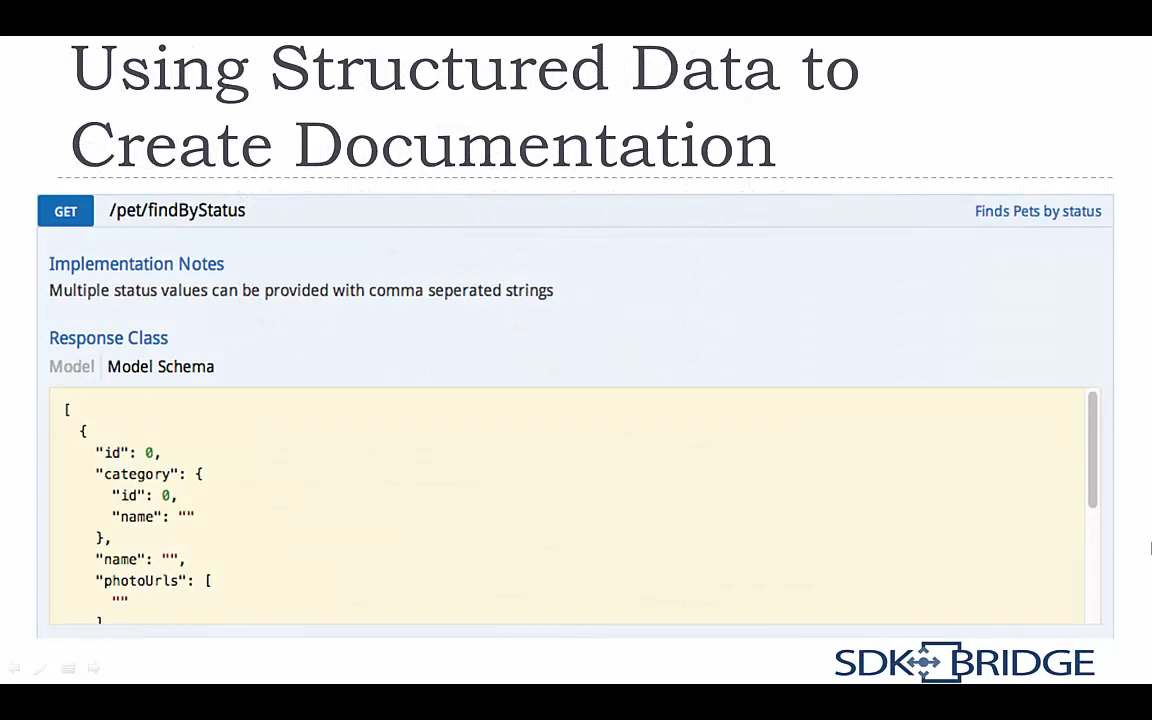 Using Structured Data to
Create Documentation
GET /pet/findByStatus Finds Pets by status
Implementation Notes
Multiple status values can be provided with comma seperated strings
Response Class
Model Model Schema
[
{
"id": 0,
"category": {
"id": 0,
"name": ""
},
"name": "",
"photoUrls": [
""
]
SDK BRIDGE